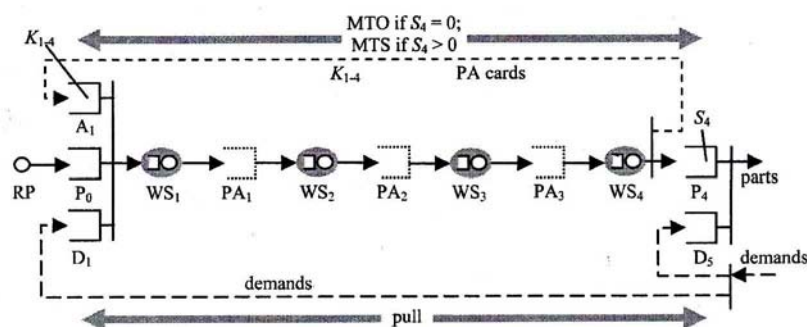 MTO if S₄ = 0;
MTS if S₄ > 0
K₁₋₄
K₁₋₄ PA cards
S₄
A₁
RP P₀ WS₁ PA₁ WS₂ PA₂ WS₃ PA₃ WS₄ P₄ parts
D₁ D₅ demands
demands
pull